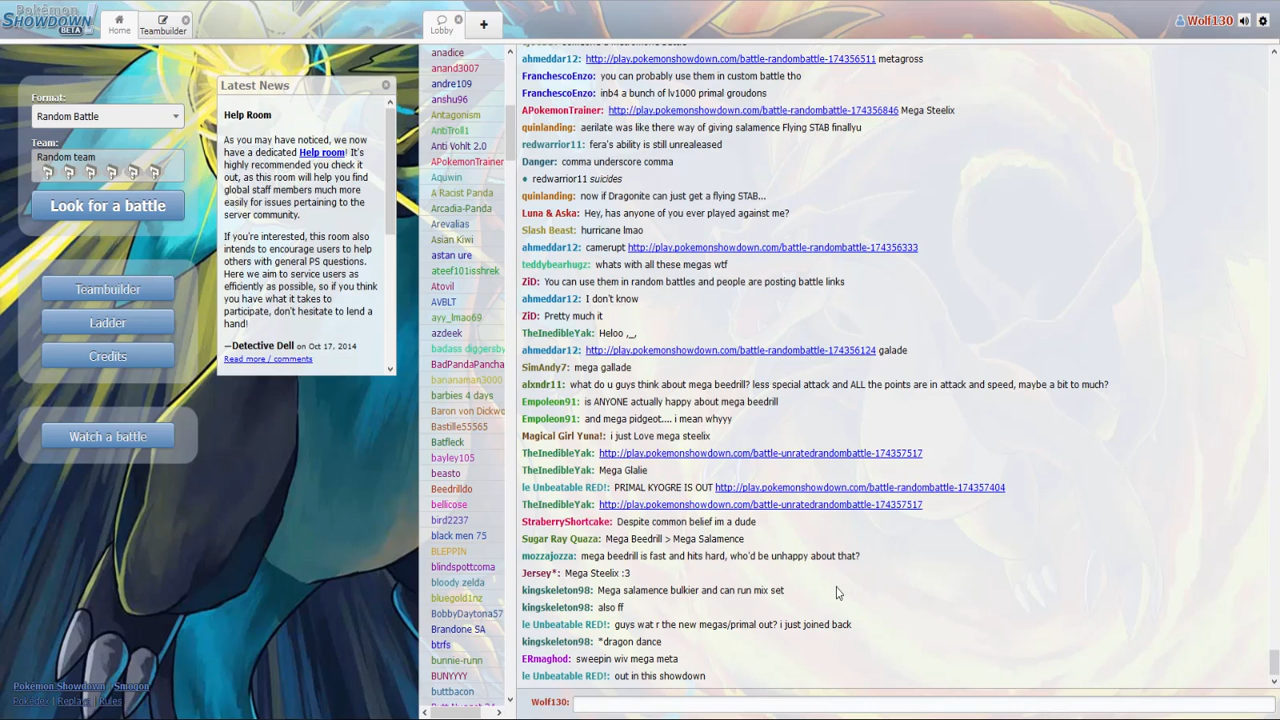 Pokémon
SHOWDOWN!
BETA
Home
Teambuilder
Lobby
+
Wolf130
Format:
Random Battle
Team:
Random team
Look for a battle
Teambuilder
Ladder
Credits
Watch a battle
Pokémon Showdown
Smogon
Pokédex
Replays
Rules
Latest News
Help Room
As you may have noticed, we now
have a dedicated Help room! It's
highly recommended you check it
out, as this room will help you find
global staff members much more
easily for issues pertaining to the
server community.
If you're interested, this room also
intends to encourage users to help
others with general PS questions.
Here we aim to service users as
efficiently as possible, so if you think
you have what it takes to
participate, don't hesitate to lend a
hand!
—Detective Dell on Oct 17, 2014
Read more / comments
anadice
anand3007
andre109
anshu96
Antagonism
AntiTroll1
Anti Vohlt 2.0
APokemonTrainer
Aquwin
A Racist Panda
Arcadia-Panda
Arevalias
Asian Kiwi
astan ure
ateef101isshrek
Atovil
AVBLT
ayy_lmao69
azdeek
badass diggersby
BadPandaPancha
bananaman3000
barbies 4 days
Baron von Dickwo
Bastille55565
Batfleck
bayley105
beasto
Beedrilldo
bellicose
bird2237
black men 75
BLEPPIN
blindspottcoma
bloody zelda
bluegold1nz
BobbyDaytona57
Brandone SA
btrfs
bunnie-runn
BUNYYYY
buttbacon
ahmeddar12: http://play.pokemonshowdown.com/battle-randombattle-174356511 metagross
FranchescoEnzo: you can probably use them in custom battle tho
FranchescoEnzo: inb4 a bunch of lv1000 primal groudons
APokemonTrainer: http://play.pokemonshowdown.com/battle-randombattle-174356846 Mega Steelix
quinlanding: aerilate was like there way of giving salamence Flying STAB finallyu
redwarrior11: fera's ability is still unrealeased
Danger: comma underscore comma
• redwarrior11 suicides
quinlanding: now if Dragonite can just get a flying STAB...
Luna & Aska: Hey, has anyone of you ever played against me?
Slash Beast: hurricane lmao
ahmeddar12: camerupt http://play.pokemonshowdown.com/battle-randombattle-174356333
teddybearhugz: whats with all these megas wtf
ZiD: You can use them in random battles and people are posting battle links
ahmeddar12: I don't know
ZiD: Pretty much it
TheInedibleYak: Heloo ,_,
ahmeddar12: http://play.pokemonshowdown.com/battle-randombattle-174356124 galade
SimAndy7: mega gallade
alxndr11: what do u guys think about mega beedrill? less special attack and ALL the points are in attack and speed, maybe a bit to much?
Empoleon91: is ANYONE actually happy about mega beedrill
Empoleon91: and mega pidgeot.... i mean whyyy
Magical Girl Yuna!: i just Love mega steelix
TheInedibleYak: http://play.pokemonshowdown.com/battle-unratedrandombattle-174357517
TheInedibleYak: Mega Glalie
le Unbeatable RED!: PRIMAL KYOGRE IS OUT http://play.pokemonshowdown.com/battle-randombattle-174357404
TheInedibleYak: http://play.pokemonshowdown.com/battle-unratedrandombattle-174357517
StraberryShortcake: Despite common belief im a dude
Sugar Ray Quaza: Mega Beedrill > Mega Salamence
mozzajozza: mega beedrill is fast and hits hard, who'd be unhappy about that?
Jersey*: Mega Steelix :3
kingskeleton98: Mega salamence bulkier and can run mix set
kingskeleton98: also ff
le Unbeatable RED!: guys wat r the new megas/primal out? i just joined back
kingskeleton98: *dragon dance
ERmaghod: sweepin wiv mega meta
le Unbeatable RED!: out in this showdown
Wolf130: